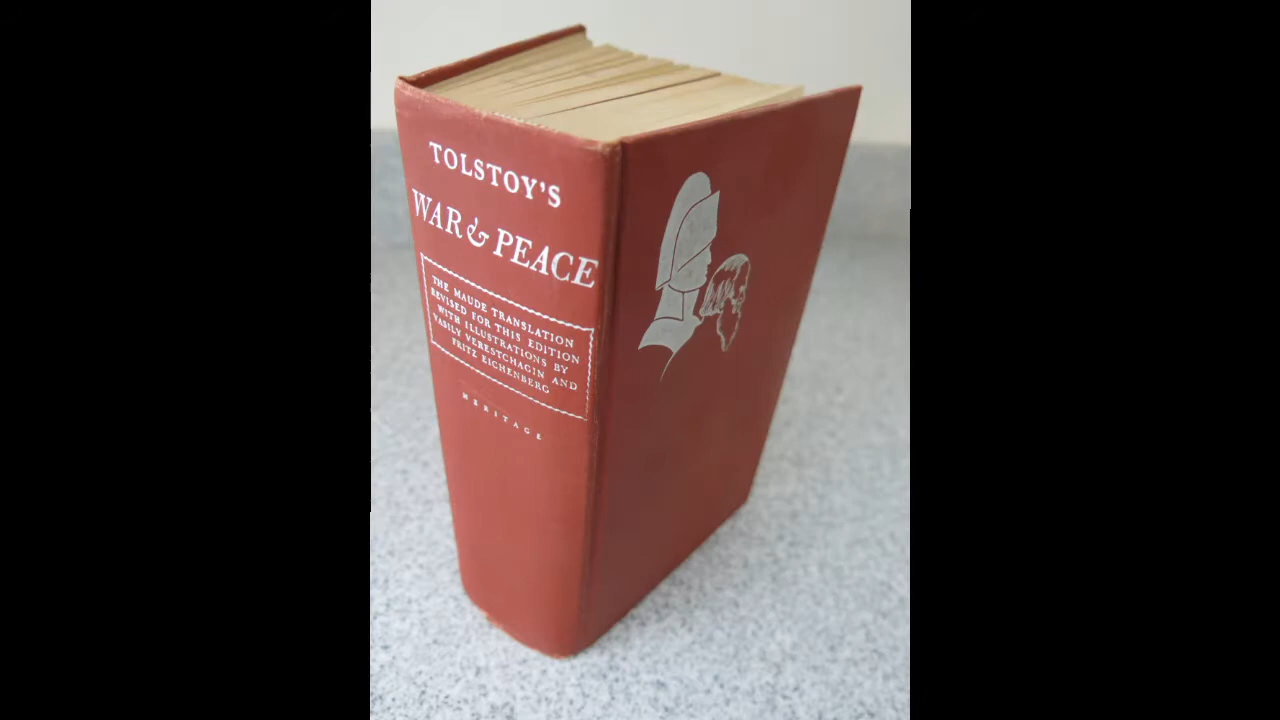 TOLSTOY'S
WAR & PEACE
THE MAUDE TRANSLATION
REVISED FOR THIS EDITION
WITH ILLUSTRATIONS BY
VASILY VERESTCHAGIN AND
FRITZ EICHENBERG
HERITAGE